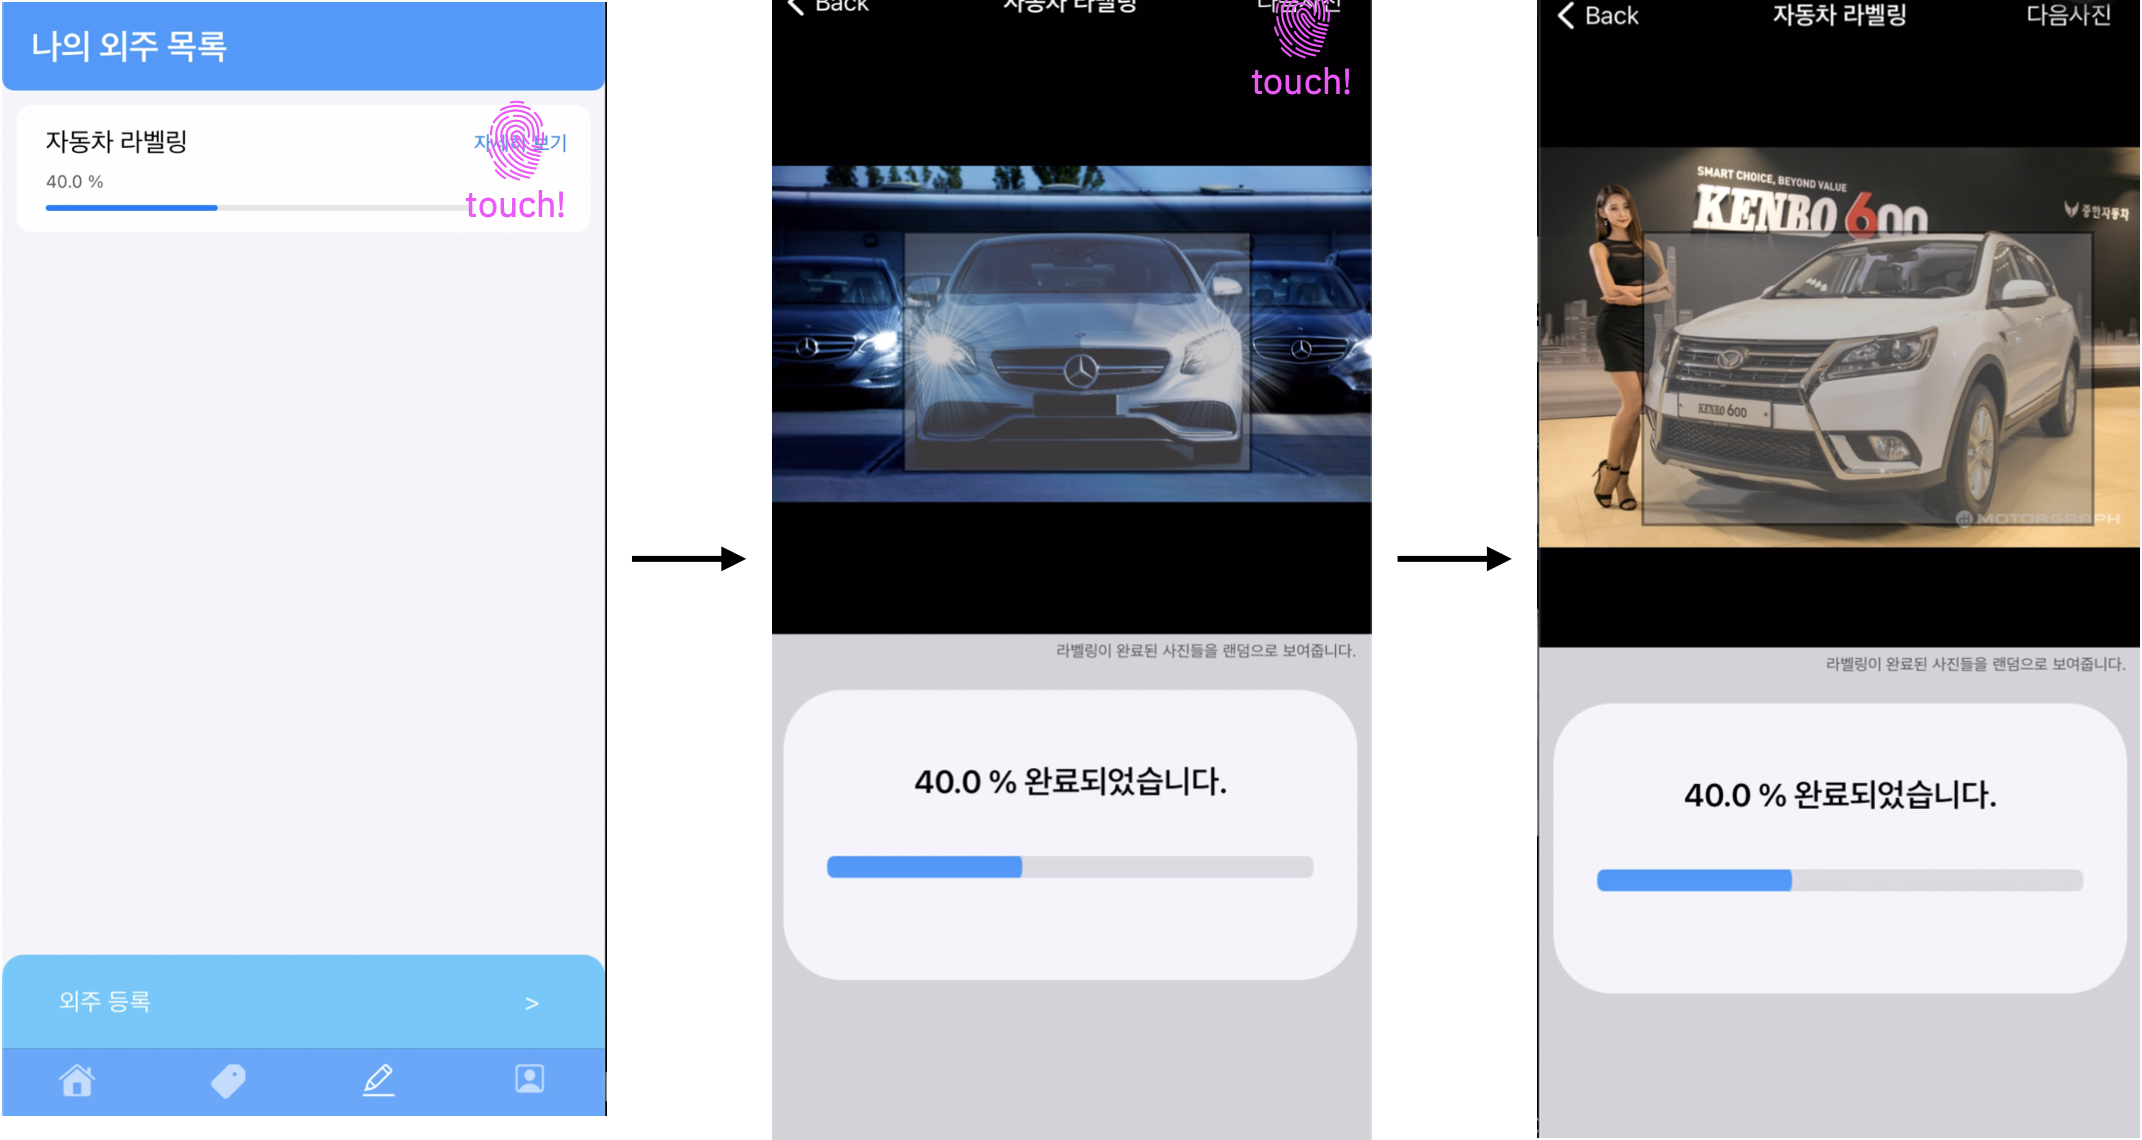 나의 외주 목록
자동차 라벨링
자세히 보기
40.0 %
touch!
외주 등록
>
Back
자동차 라벨링
다음사진
touch!
라벨링이 완료된 사진들을 랜덤으로 보여줍니다.
40.0 % 완료되었습니다.
Back
자동차 라벨링
다음사진
SMART CHOICE, BEYOND VALUE
KENBO 600
중한자동차
KENBO 600
MOTORGRAPH
라벨링이 완료된 사진들을 랜덤으로 보여줍니다.
40.0 % 완료되었습니다.